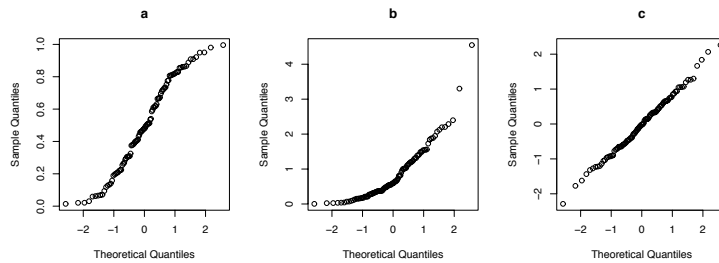 a
Sample Quantiles
0.0 0.2 0.4 0.6 0.8 1.0
−2 −1 0 1 2
Theoretical Quantiles
b
Sample Quantiles
0 1 2 3 4
−2 −1 0 1 2
Theoretical Quantiles
c
Sample Quantiles
−2 −1 0 1 2
−2 −1 0 1 2
Theoretical Quantiles